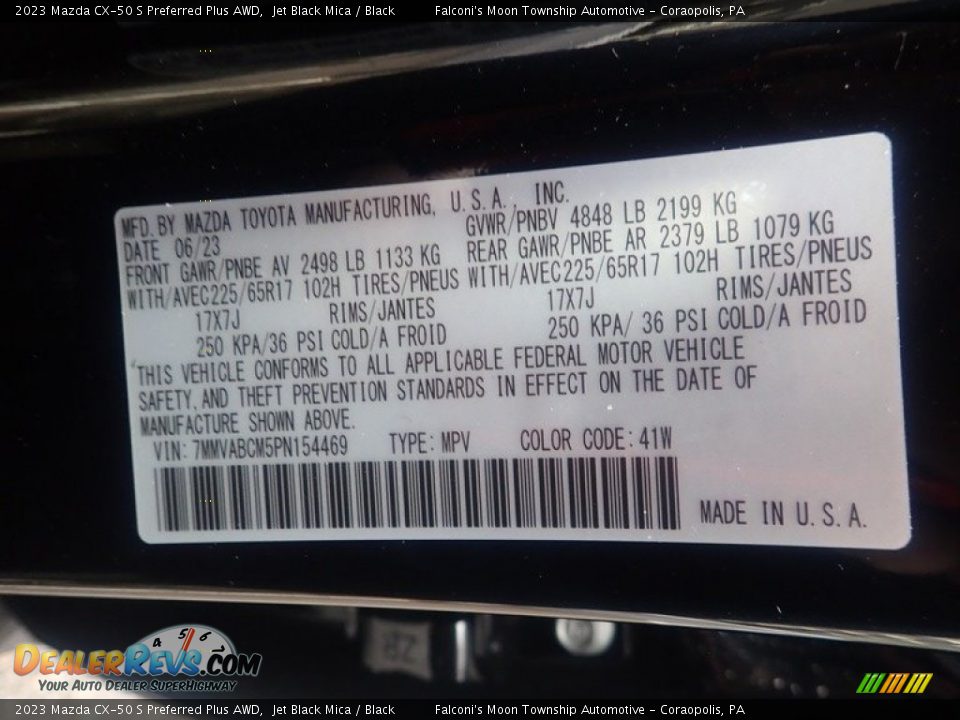 2023 Mazda CX-50 S Preferred Plus AWD, Jet Black Mica / Black Falconi's Moon Township Automotive - Coraopolis, PA
MFD. BY MAZDA TOYOTA MANUFACTURING, U.S.A. INC.
DATE 06/23 GVWR/PNBV 4848 LB 2199 KG
FRONT GAWR/PNBE AV 2498 LB 1133 KG REAR GAWR/PNBE AR 2379 LB 1079 KG
WITH/AVEC225/65R17 102H TIRES/PNEUS WITH/AVEC225/65R17 102H TIRES/PNEUS
17X7J RIMS/JANTES 17X7J RIMS/JANTES
250 KPA/36 PSI COLD/A FROID 250 KPA/ 36 PSI COLD/A FROID
THIS VEHICLE CONFORMS TO ALL APPLICABLE FEDERAL MOTOR VEHICLE
SAFETY, AND THEFT PREVENTION STANDARDS IN EFFECT ON THE DATE OF
MANUFACTURE SHOWN ABOVE.
VIN: 7MMVABCM5PN154469 TYPE: MPV COLOR CODE: 41W
MADE IN U.S.A.
4 5 6
DEALERREVS.COM
YOUR AUTO DEALER SUPERHIGHWAY
2023 Mazda CX-50 S Preferred Plus AWD, Jet Black Mica / Black Falconi's Moon Township Automotive - Coraopolis, PA